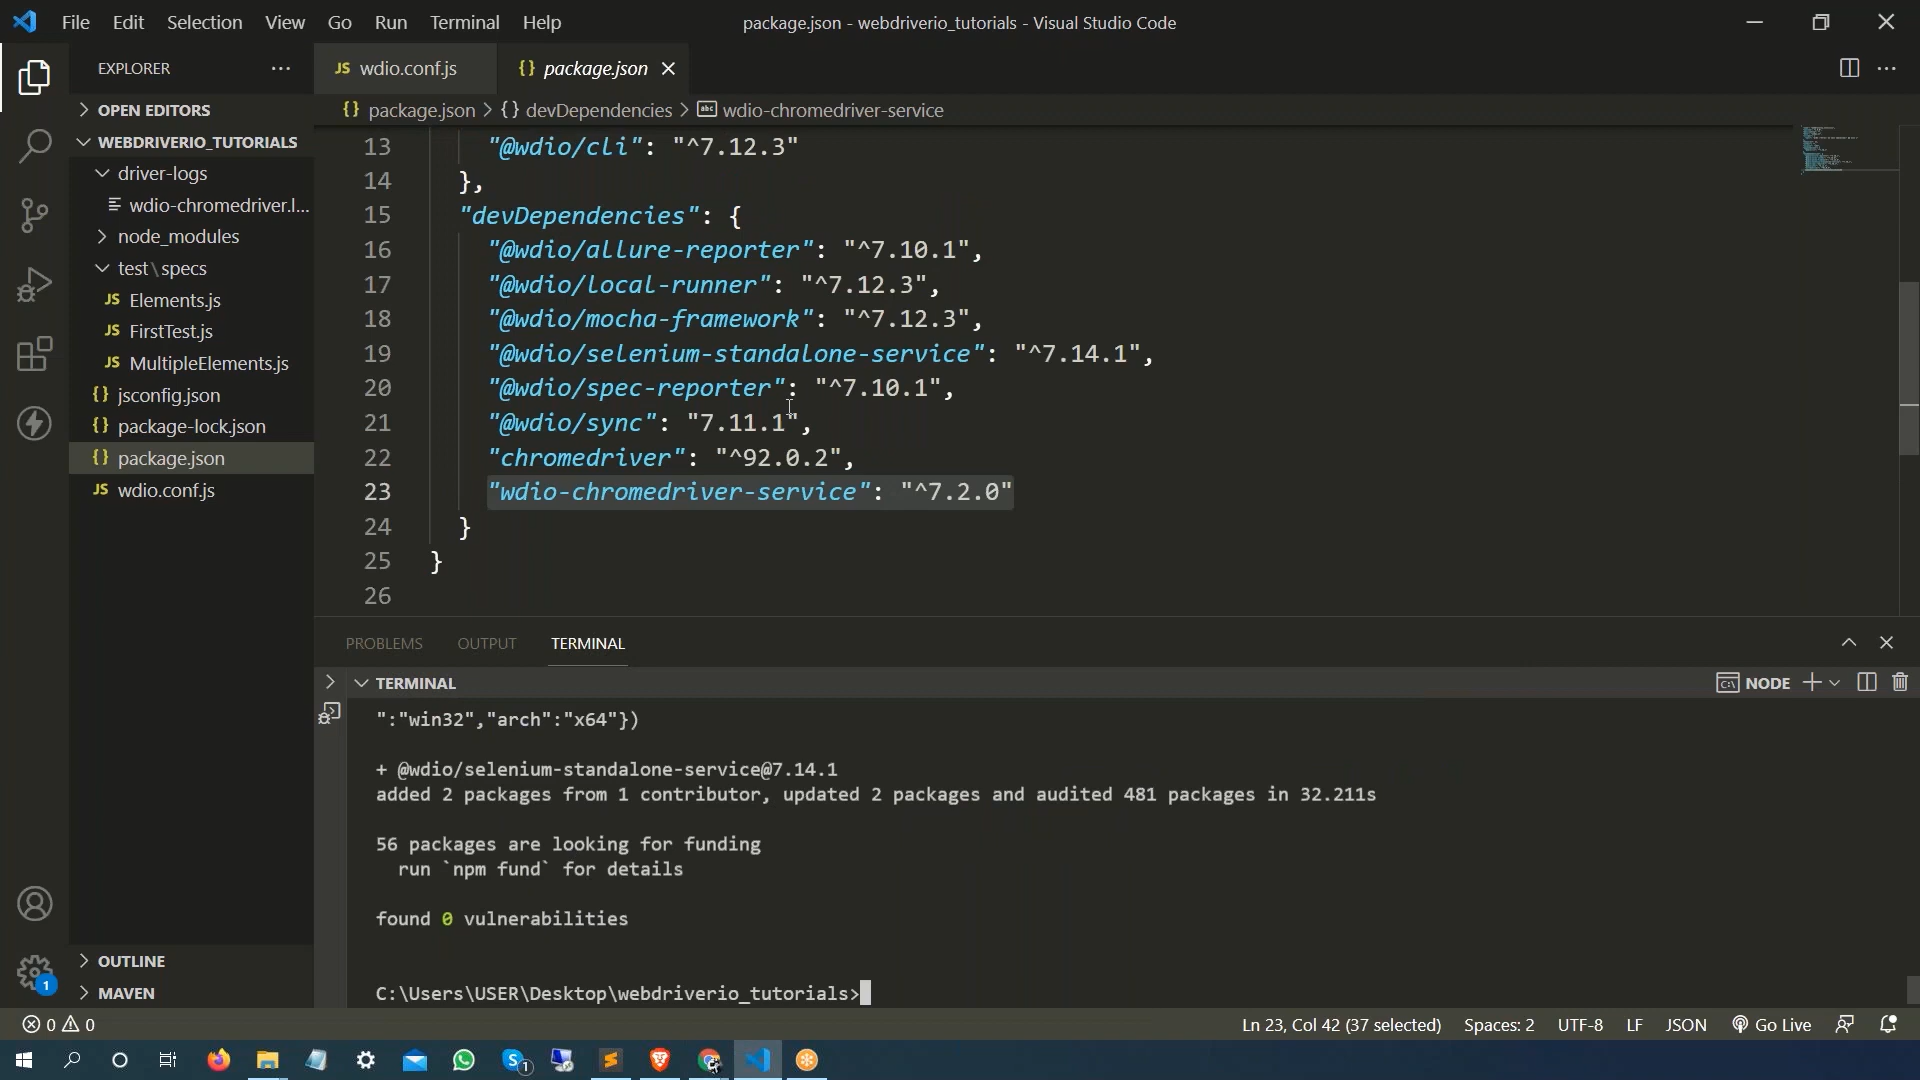 File Edit Selection View Go Run Terminal Help
package.json - webdriverio_tutorials - Visual Studio Code
EXPLORER
JS wdio.conf.js
{} package.json
{} package.json > {} devDependencies > abc wdio-chromedriver-service
OPEN EDITORS
WEBDRIVERIO_TUTORIALS
driver-logs
wdio-chromedriver.l...
node_modules
test\specs
JS Elements.js
JS FirstTest.js
JS MultipleElements.js
{} jsconfig.json
{} package-lock.json
{} package.json
JS wdio.conf.js
OUTLINE
MAVEN
13 "@wdio/cli": "^7.12.3"
14 },
15 "devDependencies": {
16 "@wdio/allure-reporter": "^7.10.1",
17 "@wdio/local-runner": "^7.12.3",
18 "@wdio/mocha-framework": "^7.12.3",
19 "@wdio/selenium-standalone-service": "^7.14.1",
20 "@wdio/spec-reporter": "^7.10.1",
21 "@wdio/sync": "7.11.1",
22 "chromedriver": "^92.0.2",
23 "wdio-chromedriver-service": "^7.2.0"
24 }
25 }
26
PROBLEMS OUTPUT TERMINAL
TERMINAL
NODE
":"win32","arch":"x64"})
+ @wdio/selenium-standalone-service@7.14.1
added 2 packages from 1 contributor, updated 2 packages and audited 481 packages in 32.211s
56 packages are looking for funding
run `npm fund` for details
found 0 vulnerabilities
C:\Users\USER\Desktop\webdriverio_tutorials>
1
0 0
Ln 23, Col 42 (37 selected) Spaces: 2 UTF-8 LF JSON Go Live
1